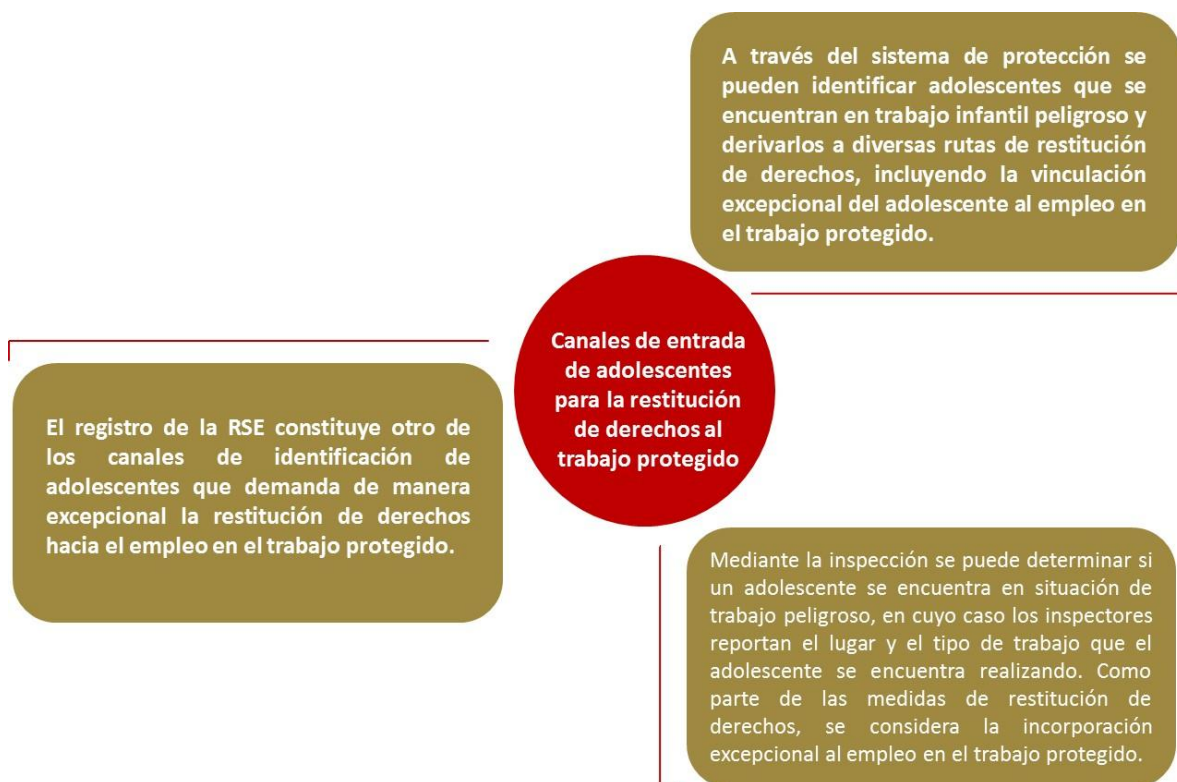 A través del sistema de protección se
pueden identificar adolescentes que se
encuentran en trabajo infantil peligroso y
derivarlos a diversas rutas de restitución
de derechos, incluyendo la vinculación
excepcional del adolescente al empleo en
el trabajo protegido.
Canales de entrada
de adolescentes
para la restitución
de derechos al
trabajo protegido
El registro de la RSE constituye otro de
los canales de identificación de
adolescentes que demanda de manera
excepcional la restitución de derechos
hacia el empleo en el trabajo protegido.
Mediante la inspección se puede determinar si
un adolescente se encuentra en situación de
trabajo peligroso, en cuyo caso los inspectores
reportan el lugar y el tipo de trabajo que el
adolescente se encuentra realizando. Como
parte de las medidas de restitución de
derechos, se considera la incorporación
excepcional al empleo en el trabajo protegido.